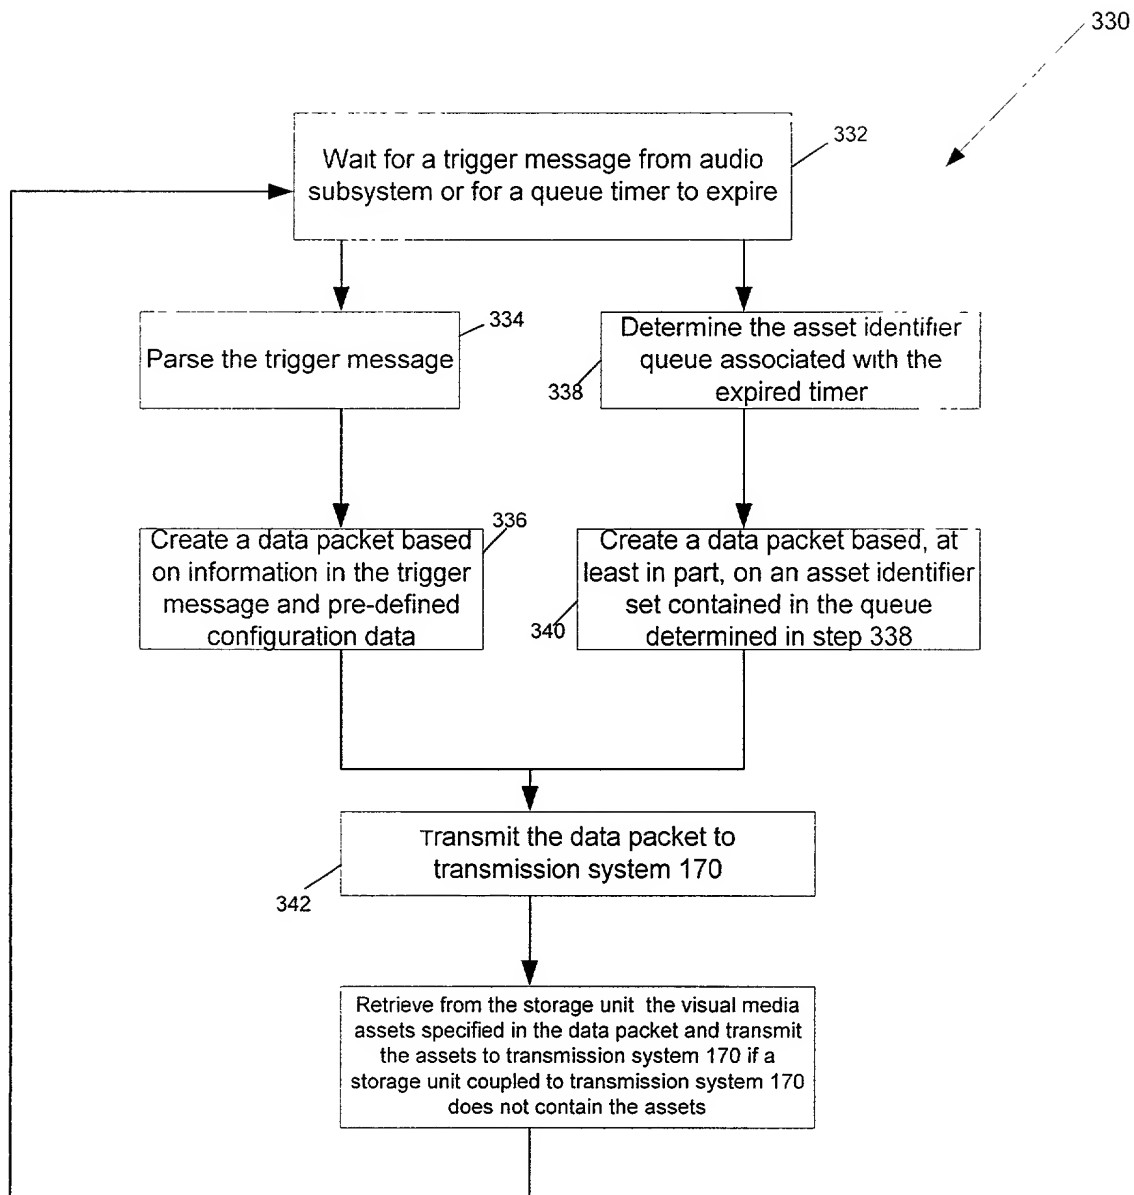 330
Wait for a trigger message from audio
subsystem or for a queue timer to expire
332
Parse the trigger message
334
Determine the asset identifier
queue associated with the
expired timer
338
Create a data packet based
on information in the trigger
message and pre-defined
configuration data
336
Create a data packet based, at
least in part, on an asset identifier
set contained in the queue
determined in step 338
340
Transmit the data packet to
transmission system 170
342
Retrieve from the storage unit the visual media
assets specified in the data packet and transmit
the assets to transmission system 170 if a
storage unit coupled to transmission system 170
does not contain the assets